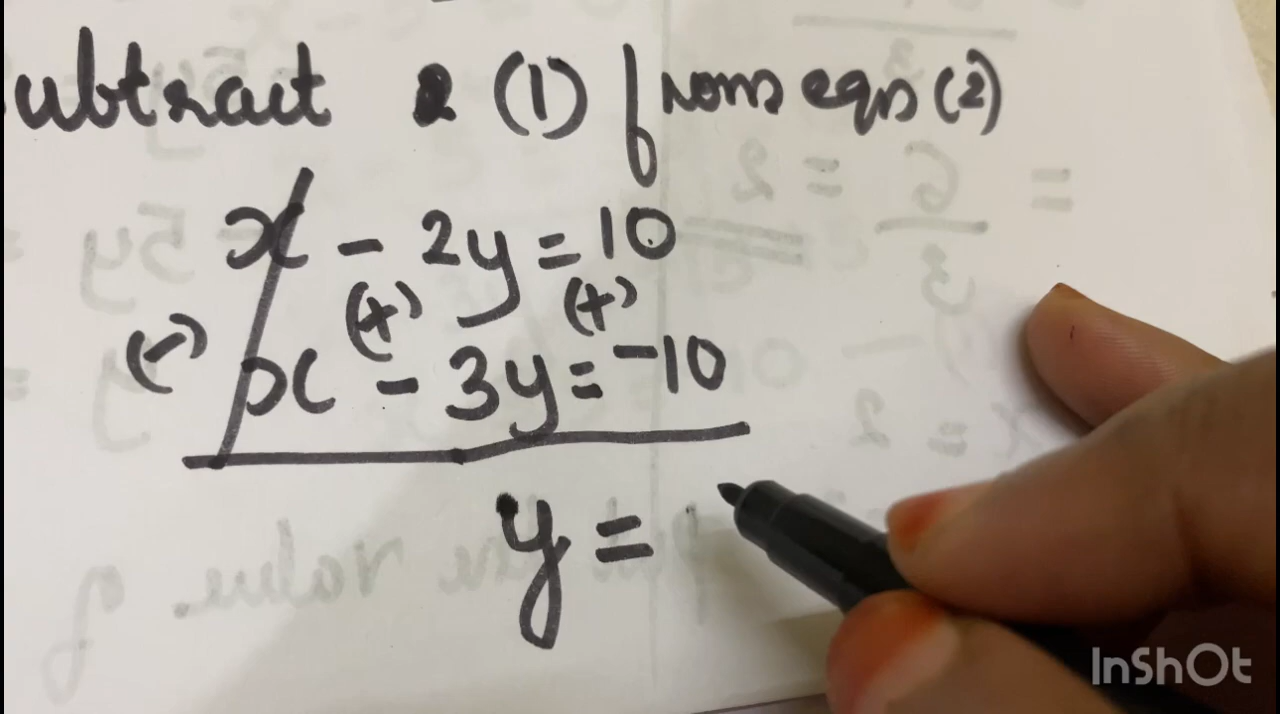 ubtract (1) from eqn (2)
x - 2y = 10
(-) (+) (+)
x - 3y = -10
y =
InShOt